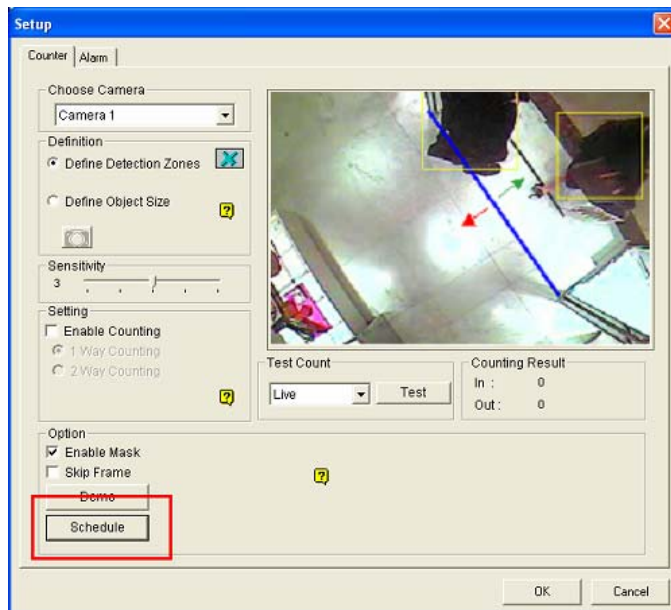 Setup
Counter Alarm
Choose Camera
Camera 1
Definition
Define Detection Zones
Define Object Size
Sensitivity
3
Setting
Enable Counting
1 Way Counting
2 Way Counting
Test Count
Live Test
Counting Result
In : 0
Out : 0
Option
Enable Mask
Skip Frame
Demo
Schedule
OK Cancel